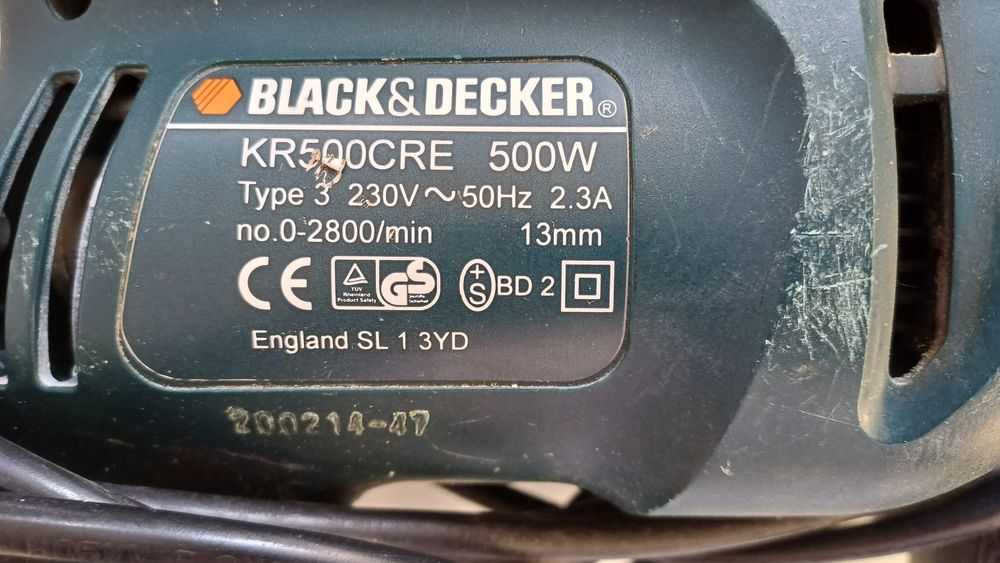 BLACK&DECKER®
KR500CRE 500W
Type 3 230V～50Hz 2.3A
no.0-2800/min 13mm
CE TÜV Rheinland Product Safety GS +S BD 2
England SL 1 3YD
200214-47
H05